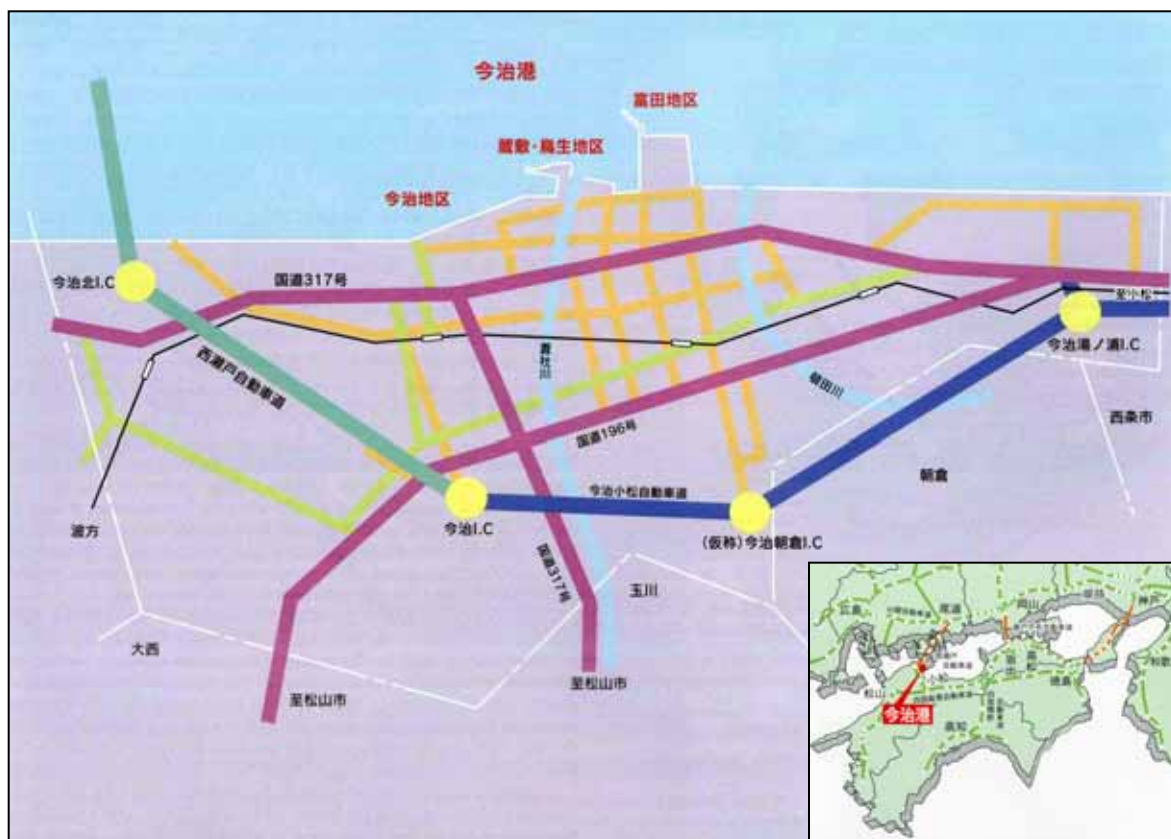 今治港
富田地区
蔵敷・鳥生地区
今治地区
今治北I.C
国道317号
至小松
今治湯ノ浦I.C
西瀬戸自動車道
蒼社川
頓田川
国道196号
西条市
朝倉
今治小松自動車道
今治I.C
(仮称)今治朝倉I.C
波方
国道317号
玉川
大西
至松山市
至松山市
広島
尾道
岡山
神戸
小松
松山
徳島
高知
今治港